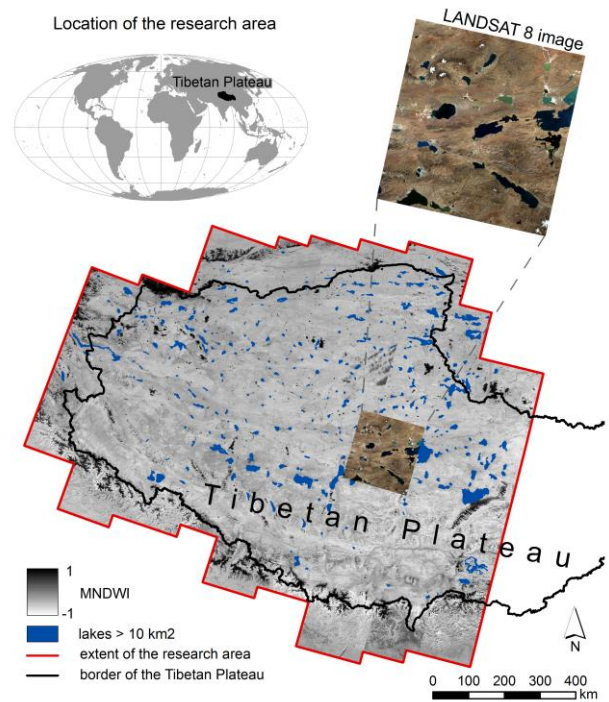 Location of the research area
LANDSAT 8 image
Tibetan Plateau
Tibetan Plateau
1
-1
MNDWI
lakes > 10 km2
extent of the research area
border of the Tibetan Plateau
N
0 100 200 300 400
km